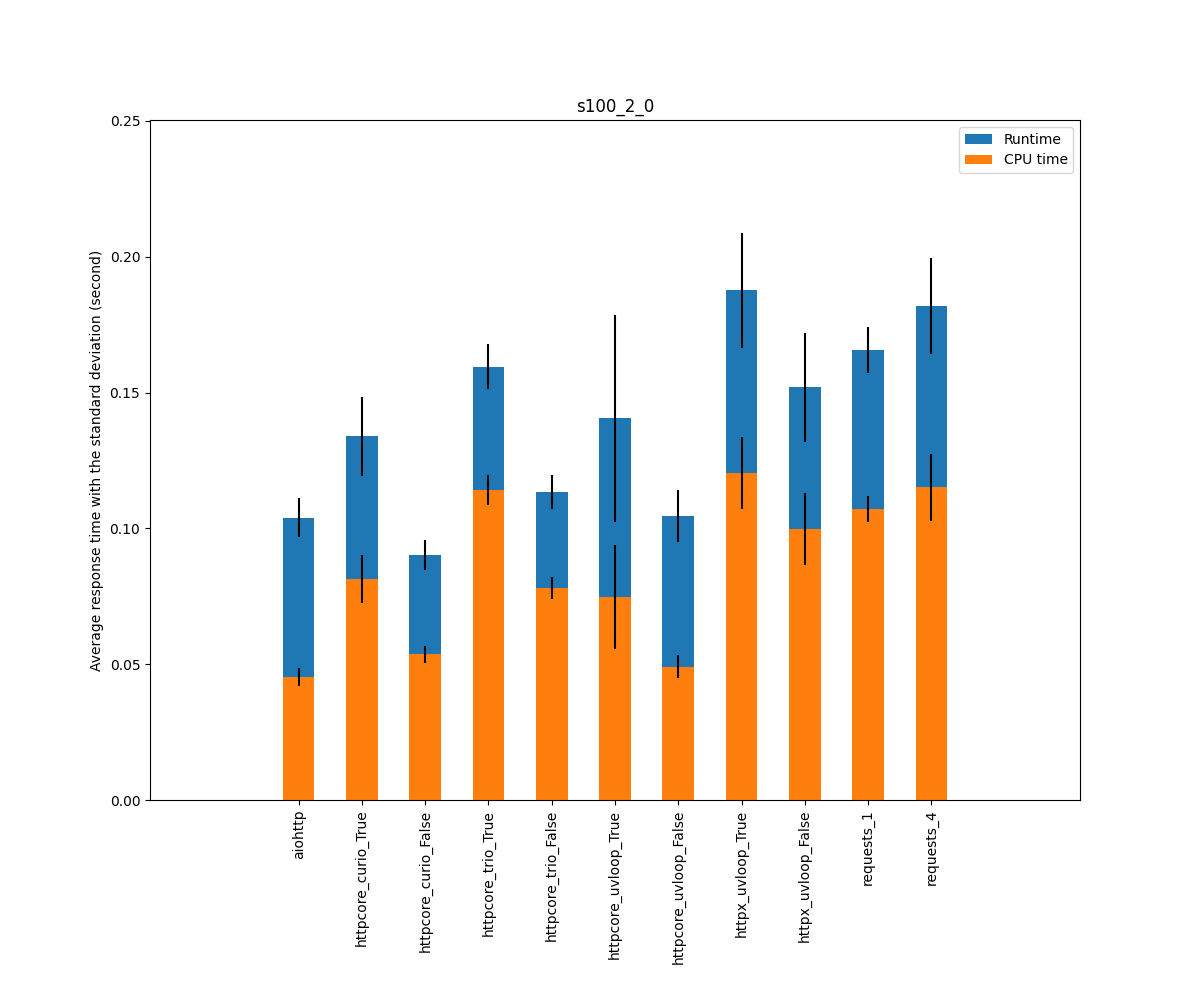 s100_2_0
Runtime
CPU time
Average response time with the standard deviation (second)
0.25
0.20
0.15
0.10
0.05
0.00
aiohttp
httpcore_curio_True
httpcore_curio_False
httpcore_trio_True
httpcore_trio_False
httpcore_uvloop_True
httpcore_uvloop_False
httpx_uvloop_True
httpx_uvloop_False
requests_1
requests_4